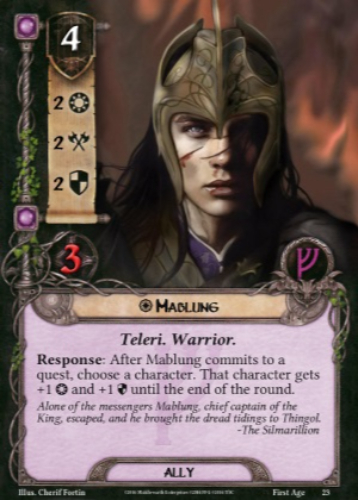 4
2
2
2
3
Mablung
Teleri. Warrior.
Response: After Mablung commits to a
quest, choose a character. That character gets
+1 and +1 until the end of the round.
Alone of the messengers Mablung, chief captain of the
King, escaped, and he brought the dread tidings to Thingol.
-The Silmarillion
ALLY
Illus. Cherif Fortin
First Age
23